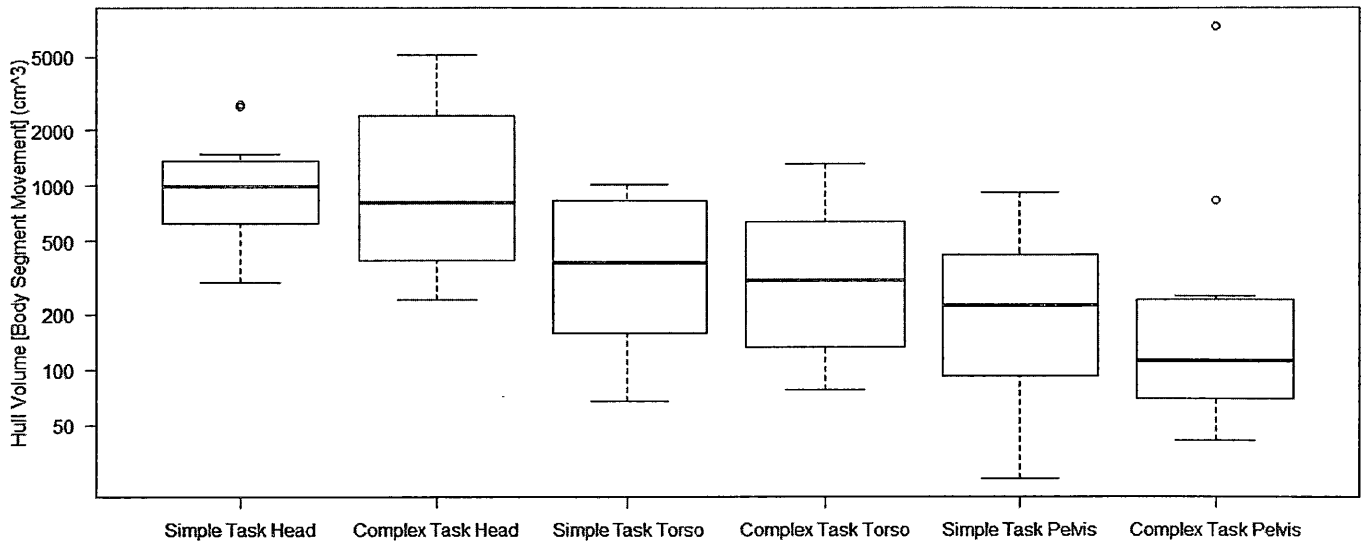 Hull Volume [Body Segment Movement] (cm^3)
5000
2000
1000
500
200
100
50
Simple Task Head
Complex Task Head
Simple Task Torso
Complex Task Torso
Simple Task Pelvis
Complex Task Pelvis